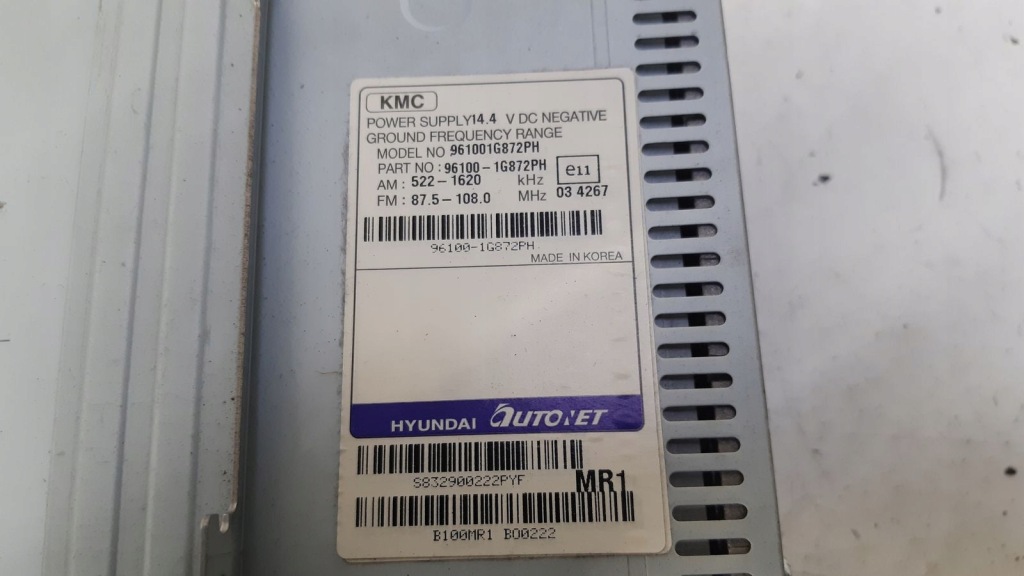 KMC
POWER SUPPLY14.4 V DC NEGATIVE
GROUND FREQUENCY RANGE
MODEL NO 961001G872PH
PART NO : 96100-1G872PH
AM : 522-1620 kHz
FM : 87.5-108.0 MHz
e11
03 4267
96100-1G872PH
MADE IN KOREA
HYUNDAI AUTONET
S832900222PYF
MR1
B100MR1 BO0222